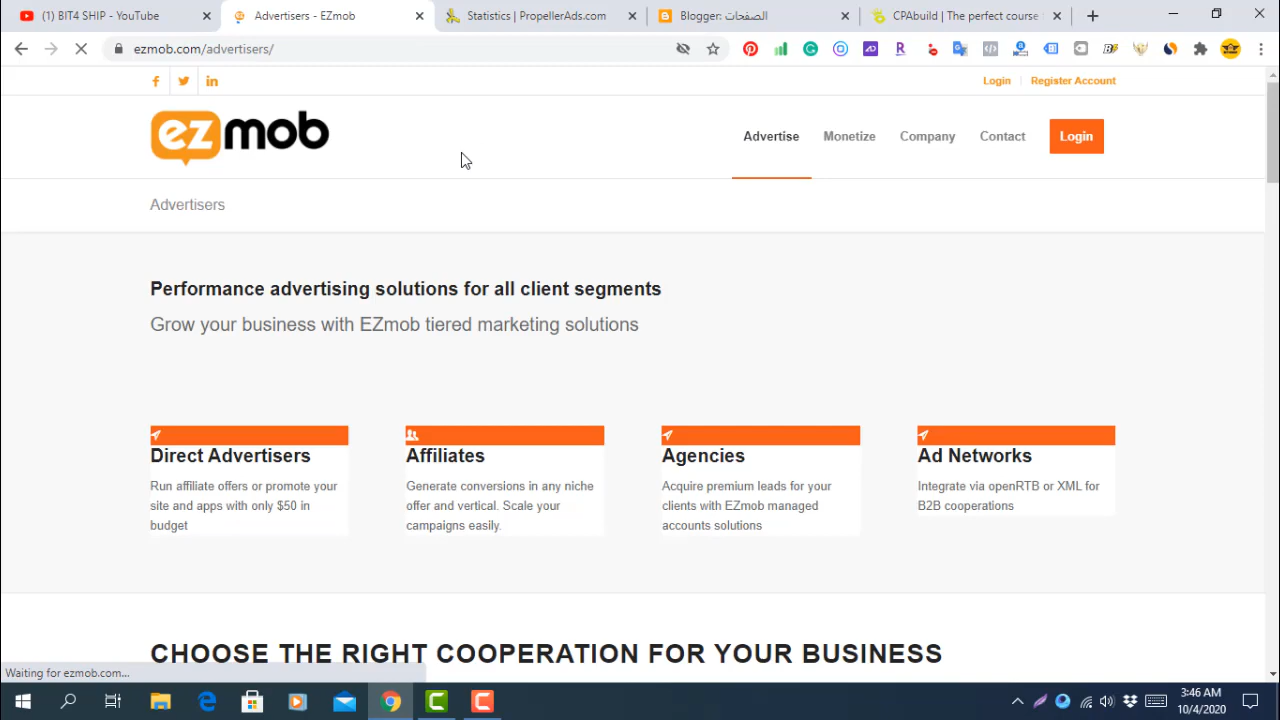 (1) BIT4 SHIP - YouTube
Advertisers - EZmob
Statistics | PropellerAds.com
Blogger: الصفحات
CPAbuild | The perfect course
ezmob.com/advertisers/
Login
Register Account
ezmob
Advertise
Monetize
Company
Contact
Login
Advertisers
Performance advertising solutions for all client segments
Grow your business with EZmob tiered marketing solutions
Direct Advertisers
Run affiliate offers or promote your
site and apps with only $50 in
budget
Affiliates
Generate conversions in any niche
offer and vertical. Scale your
campaigns easily.
Agencies
Acquire premium leads for your
clients with EZmob managed
accounts solutions
Ad Networks
Integrate via openRTB or XML for
B2B cooperations
CHOOSE THE RIGHT COOPERATION FOR YOUR BUSINESS
Waiting for ezmob.com...
3:46 AM
10/4/2020